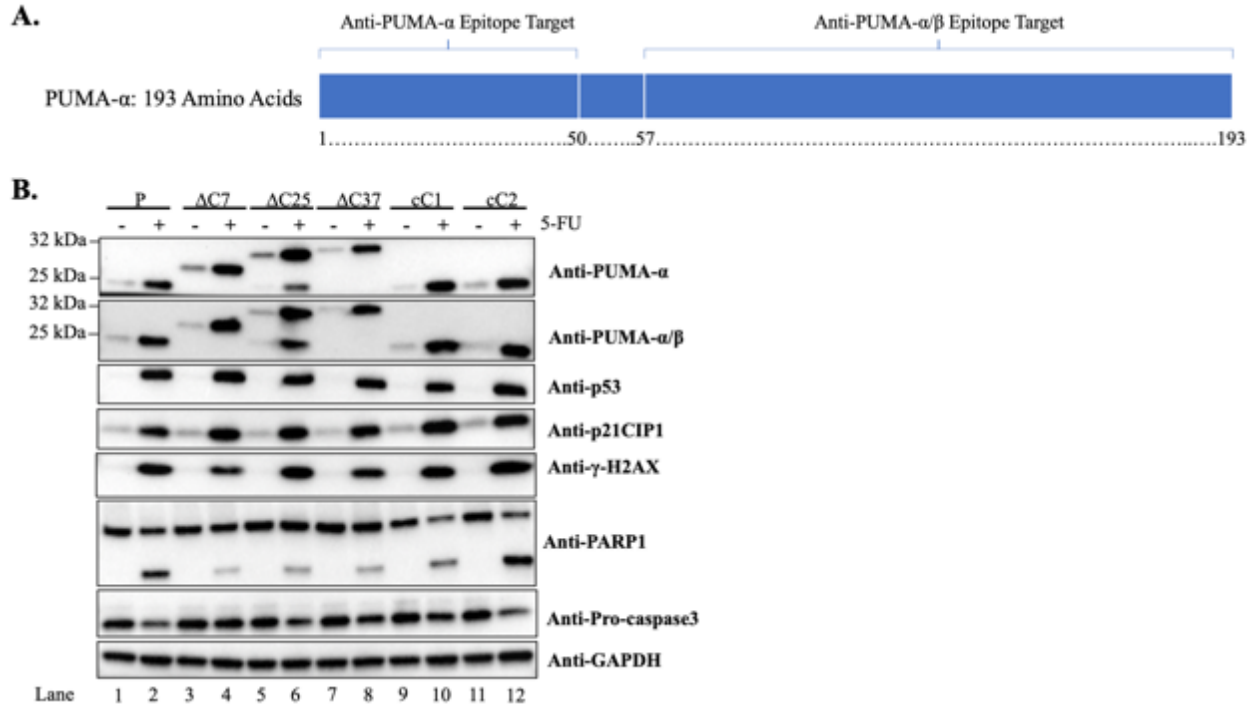 A.
Anti-PUMA-α Epitope Target Anti-PUMA-α/β Epitope Target
PUMA-α: 193 Amino Acids
1 50 57 193
B.
P ΔC7 ΔC25 ΔC37 cC1 cC2
- + - + - + - + - + - + 5-FU
32 kDa
25 kDa
Anti-PUMA-α
32 kDa
25 kDa
Anti-PUMA-α/β
Anti-p53
Anti-p21CIP1
Anti-γ-H2AX
Anti-PARP1
Anti-Pro-caspase3
Anti-GAPDH
Lane 1 2 3 4 5 6 7 8 9 10 11 12